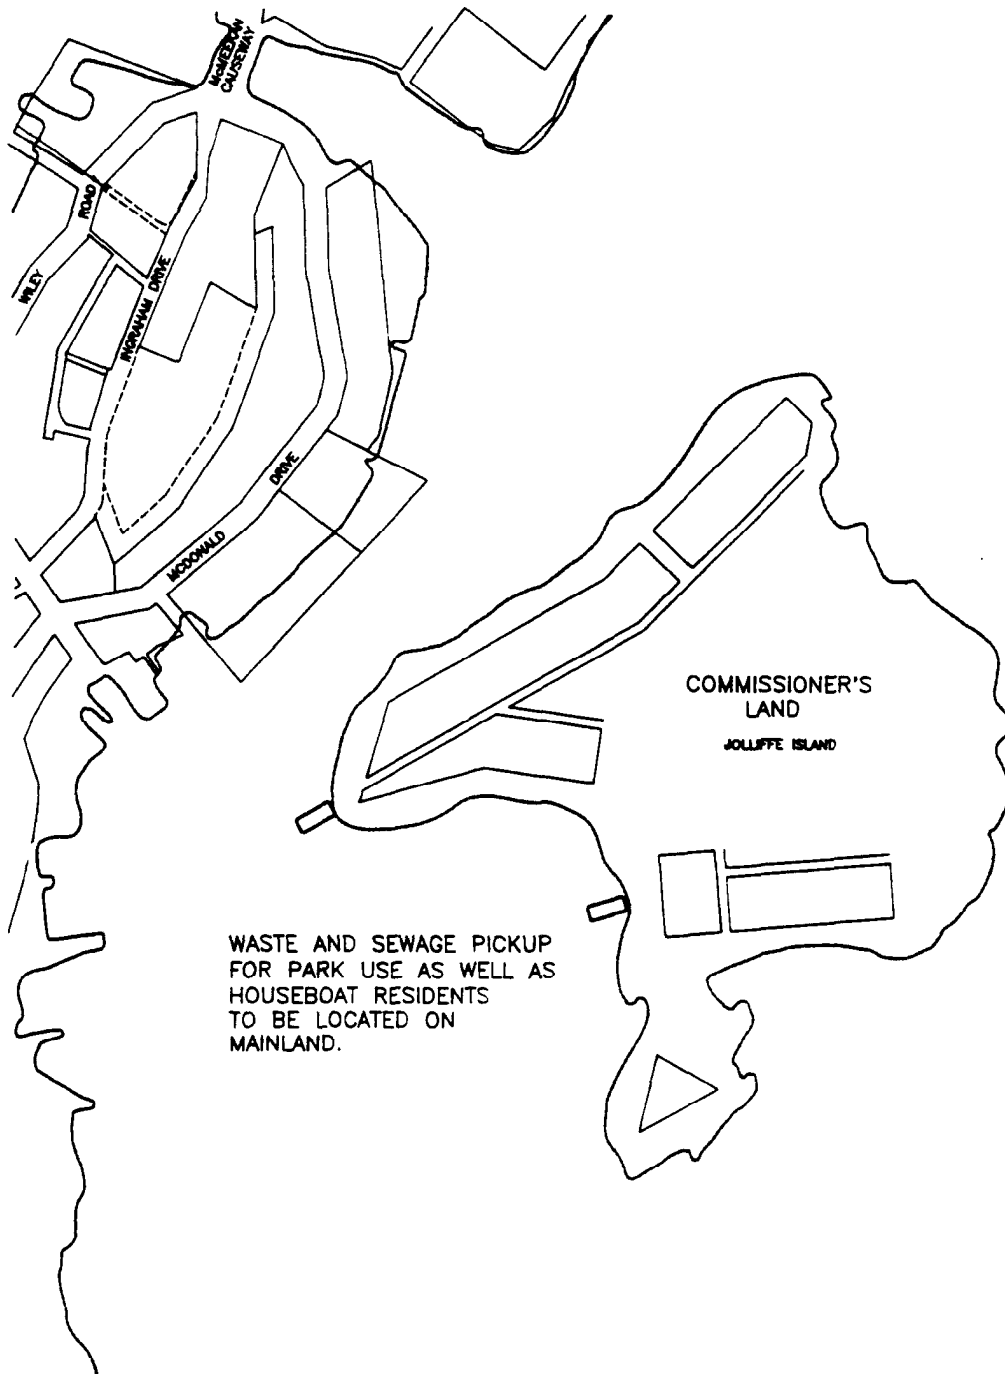 McMEEKAN
CAUSEWAY
ROAD
WILEY
INGRAHAM DRIVE
DRIVE
MCDONALD
COMMISSIONER'S
LAND
JOLLIFFE ISLAND
WASTE AND SEWAGE PICKUP
FOR PARK USE AS WELL AS
HOUSEBOAT RESIDENTS
TO BE LOCATED ON
MAINLAND.